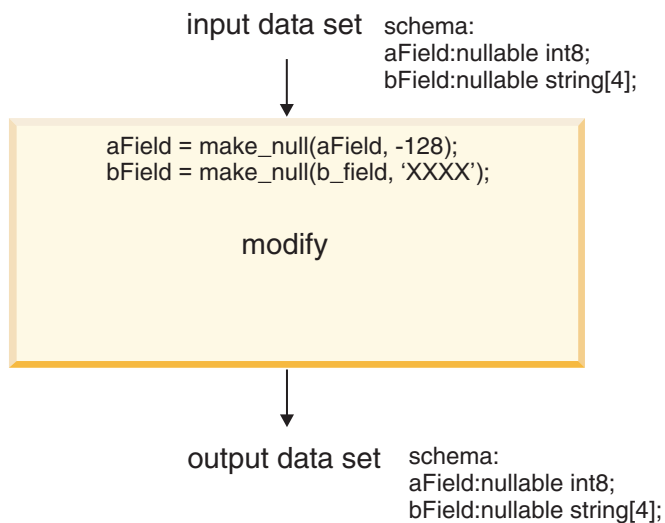 input data set
schema:
aField:nullable int8;
bField:nullable string[4];
aField = make_null(aField, -128);
bField = make_null(b_field, ‘XXXX’);
modify
output data set
schema:
aField:nullable int8;
bField:nullable string[4];